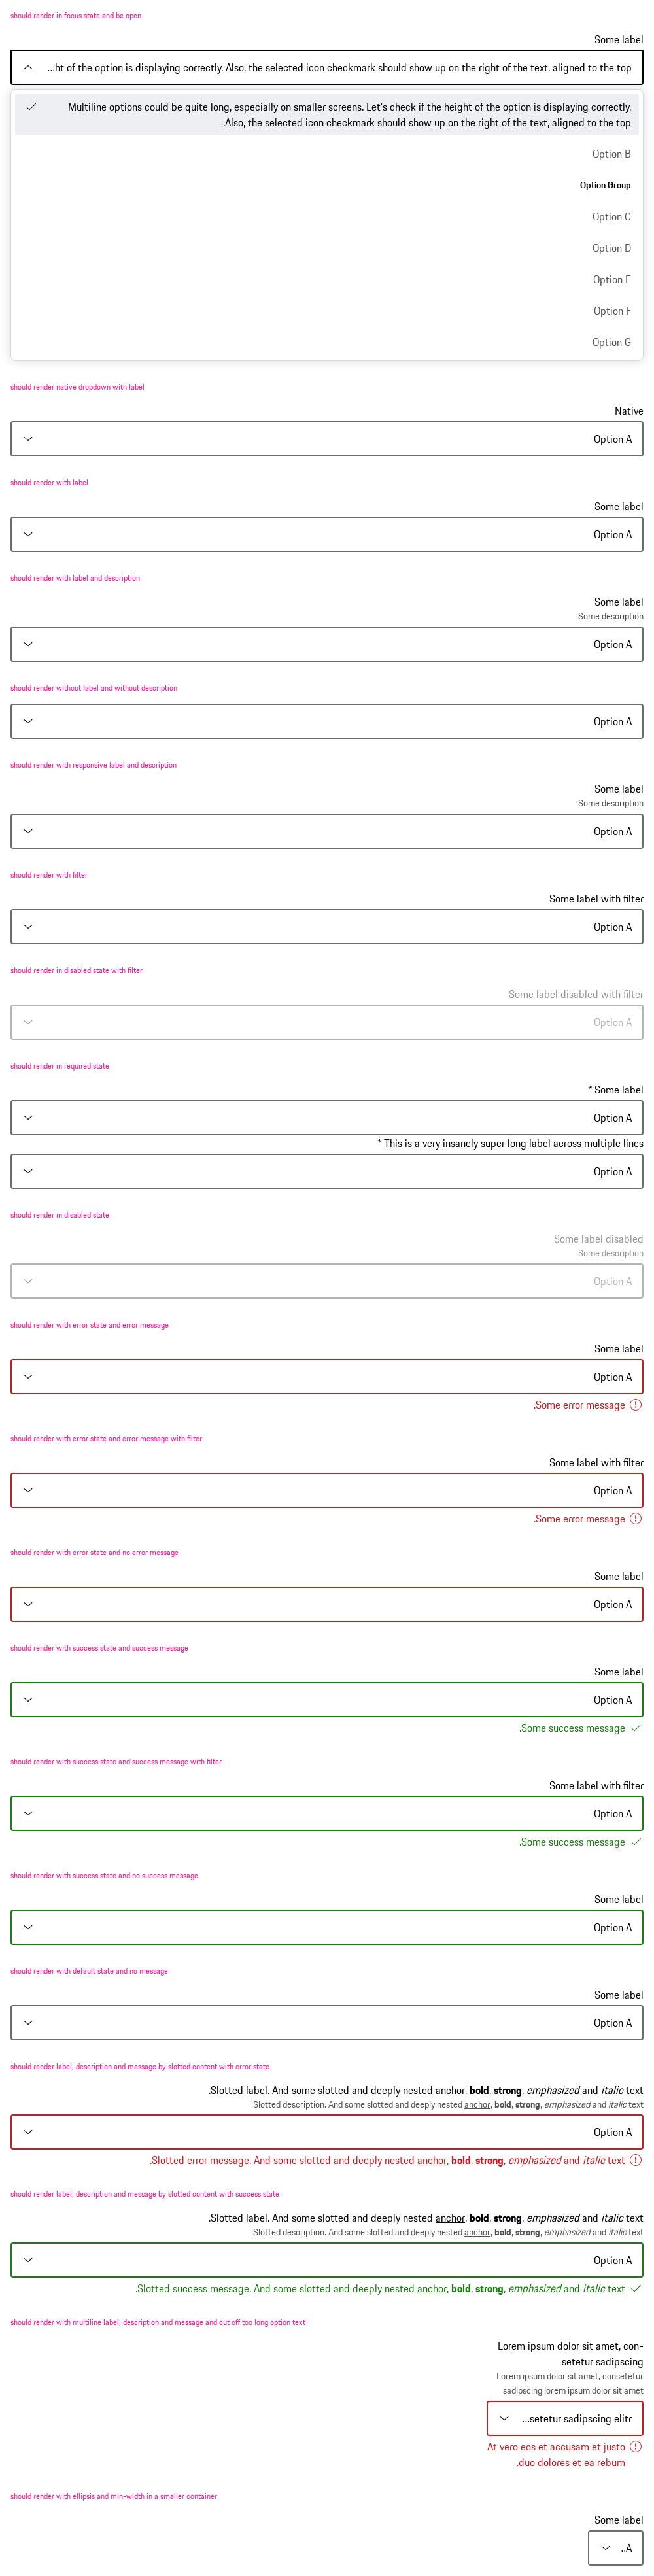 should render in focus state and be open
Some label
...ht of the option is displaying correctly. Also, the selected icon checkmark should show up on the right of the text, aligned to the top
Multiline options could be quite long, especially on smaller screens. Let's check if the height of the option is displaying correctly.
.Also, the selected icon checkmark should show up on the right of the text, aligned to the top
Option B
Option Group
Option C
Option D
Option E
Option F
Option G
should render native dropdown with label
Native
Option A
should render with label
Some label
Option A
should render with label and description
Some label
Some description
Option A
should render without label and without description
Option A
should render with responsive label and description
Some label
Some description
Option A
should render with filter
Some label with filter
Option A
should render in disabled state with filter
Some label disabled with filter
Option A
should render in required state
* Some label
Option A
* This is a very insanely super long label across multiple lines
Option A
should render in disabled state
Some label disabled
Some description
Option A
should render with error state and error message
Some label
Option A
.Some error message
should render with error state and error message with filter
Some label with filter
Option A
.Some error message
should render with error state and no error message
Some label
Option A
should render with success state and success message
Some label
Option A
.Some success message
should render with success state and success message with filter
Some label with filter
Option A
.Some success message
should render with success state and no success message
Some label
Option A
should render with default state and no message
Some label
Option A
should render label, description and message by slotted content with error state
.Slotted label. And some slotted and deeply nested anchor, bold, strong, emphasized and italic text
.Slotted description. And some slotted and deeply nested anchor, bold, strong, emphasized and italic text
Option A
.Slotted error message. And some slotted and deeply nested anchor, bold, strong, emphasized and italic text
should render label, description and message by slotted content with success state
.Slotted label. And some slotted and deeply nested anchor, bold, strong, emphasized and italic text
.Slotted description. And some slotted and deeply nested anchor, bold, strong, emphasized and italic text
Option A
.Slotted success message. And some slotted and deeply nested anchor, bold, strong, emphasized and italic text
should render with multiline label, description and message and cut off too long option text
Lorem ipsum dolor sit amet, con-
setetur sadipscing
Lorem ipsum dolor sit amet, consetetur
sadipscing lorem ipsum dolor sit amet
...setetur sadipscing elitr
At vero eos et accusam et justo
.duo dolores et ea rebum
should render with ellipsis and min-width in a smaller container
Some label
..A